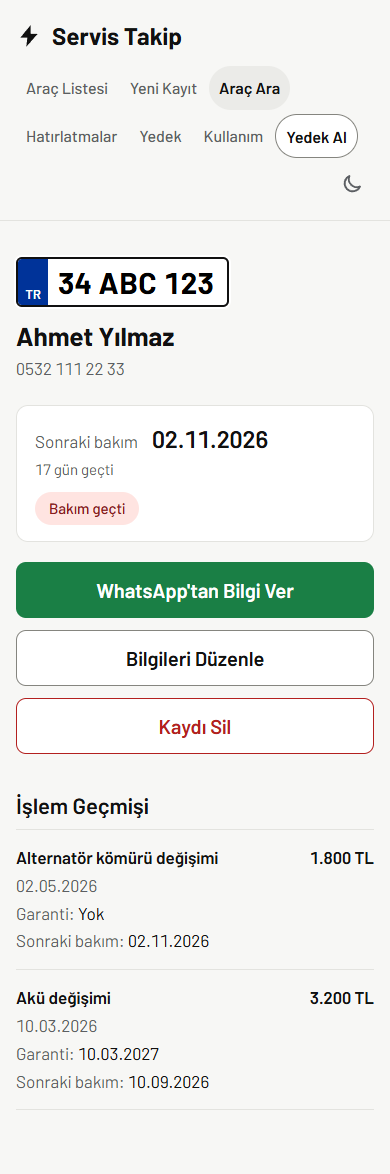 Servis Takip
Araç Listesi Yeni Kayıt Araç Ara
Hatırlatmalar Yedek Kullanım Yedek Al
TR 34 ABC 123
Ahmet Yılmaz
0532 111 22 33
Sonraki bakım 02.11.2026
17 gün geçti
Bakım geçti
WhatsApp'tan Bilgi Ver
Bilgileri Düzenle
Kaydı Sil
İşlem Geçmişi
Alternatör kömürü değişimi 1.800 TL
02.05.2026
Garanti: Yok
Sonraki bakım: 02.11.2026
Akü değişimi 3.200 TL
10.03.2026
Garanti: 10.03.2027
Sonraki bakım: 10.09.2026